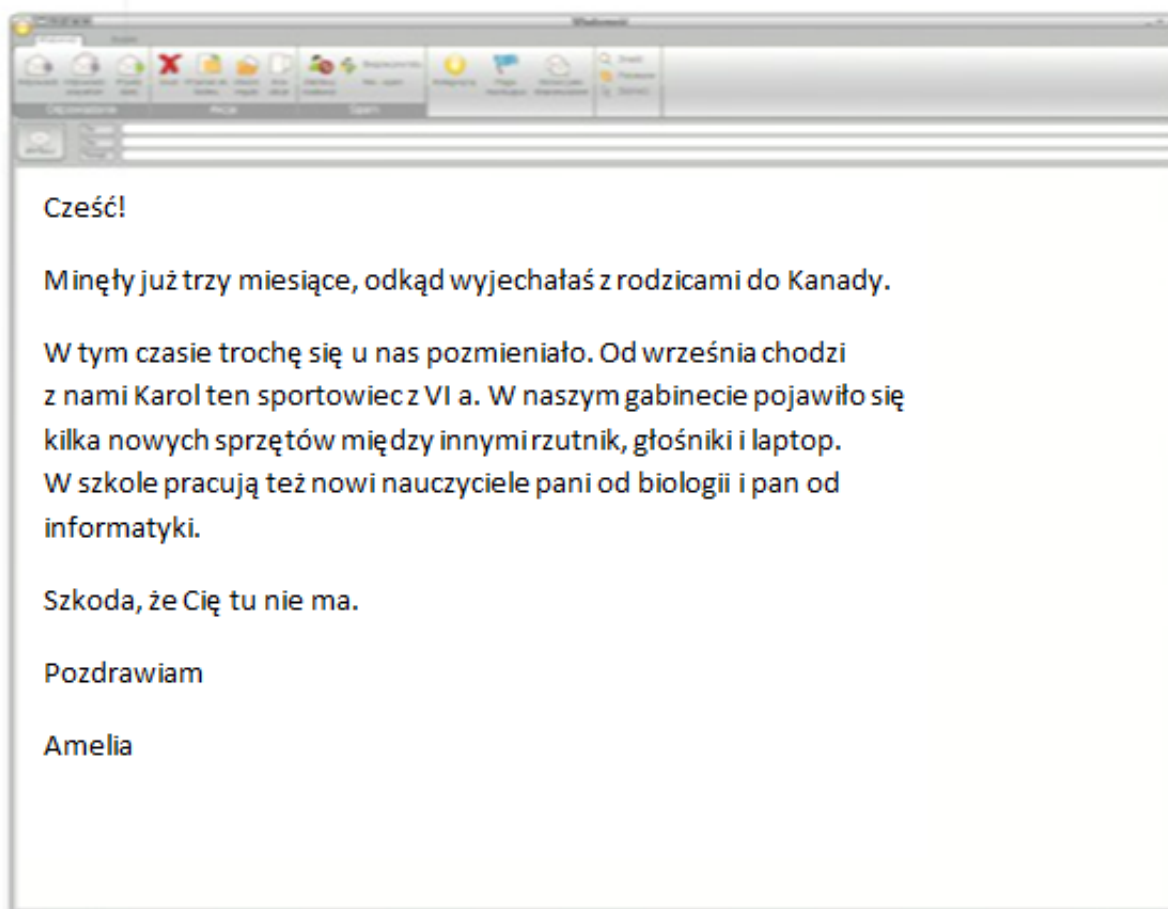 Cześć!
Minęły już trzy miesiące, odkąd wyjechałaś z rodzicami do Kanady.
W tym czasie trochę się u nas pozmieniało. Od września chodzi
z nami Karol ten sportowiec z VI a. W naszym gabinecie pojawiło się
kilka nowych sprzętów między innymi rzutnik, głośniki i laptop.
W szkole pracują też nowi nauczyciele pani od biologii i pan od
informatyki.
Szkoda, że Cię tu nie ma.
Pozdrawiam
Amelia